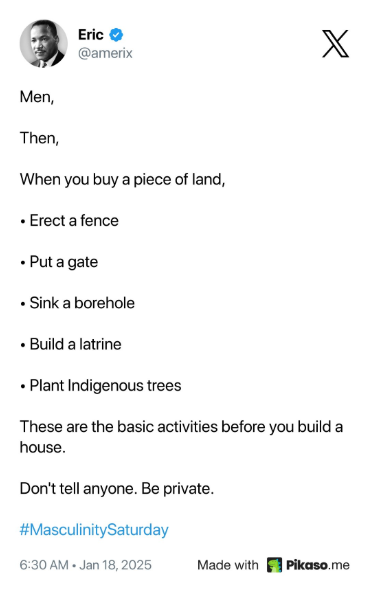 Eric
@amerix
Men,
Then,
When you buy a piece of land,
• Erect a fence
• Put a gate
• Sink a borehole
• Build a latrine
• Plant Indigenous trees
These are the basic activities before you build a
house.
Don't tell anyone. Be private.
#MasculinitySaturday
6:30 AM • Jan 18, 2025 Made with Pikaso.me